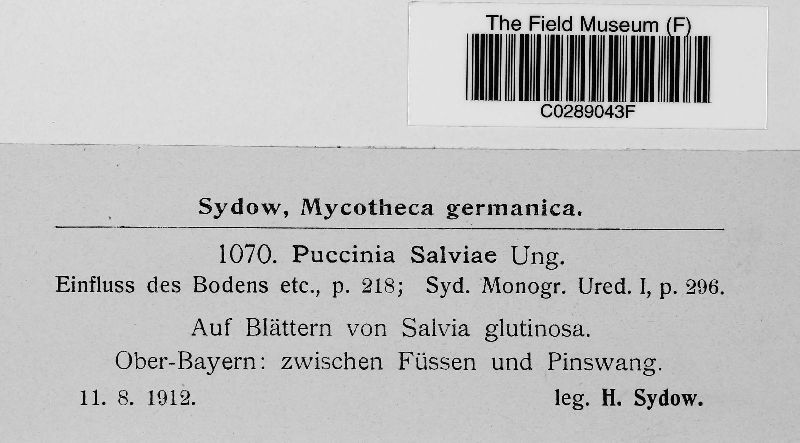 The Field Museum (F)
C0289043F
Sydow, Mycotheca germanica.
1070. Puccinia Salviae Ung.
Einfluss des Bodens etc., p. 218; Syd. Monogr. Ured. I, p. 296.
Auf Blättern von Salvia glutinosa.
Ober-Bayern: zwischen Füssen und Pinswang.
11. 8. 1912. leg. H. Sydow.